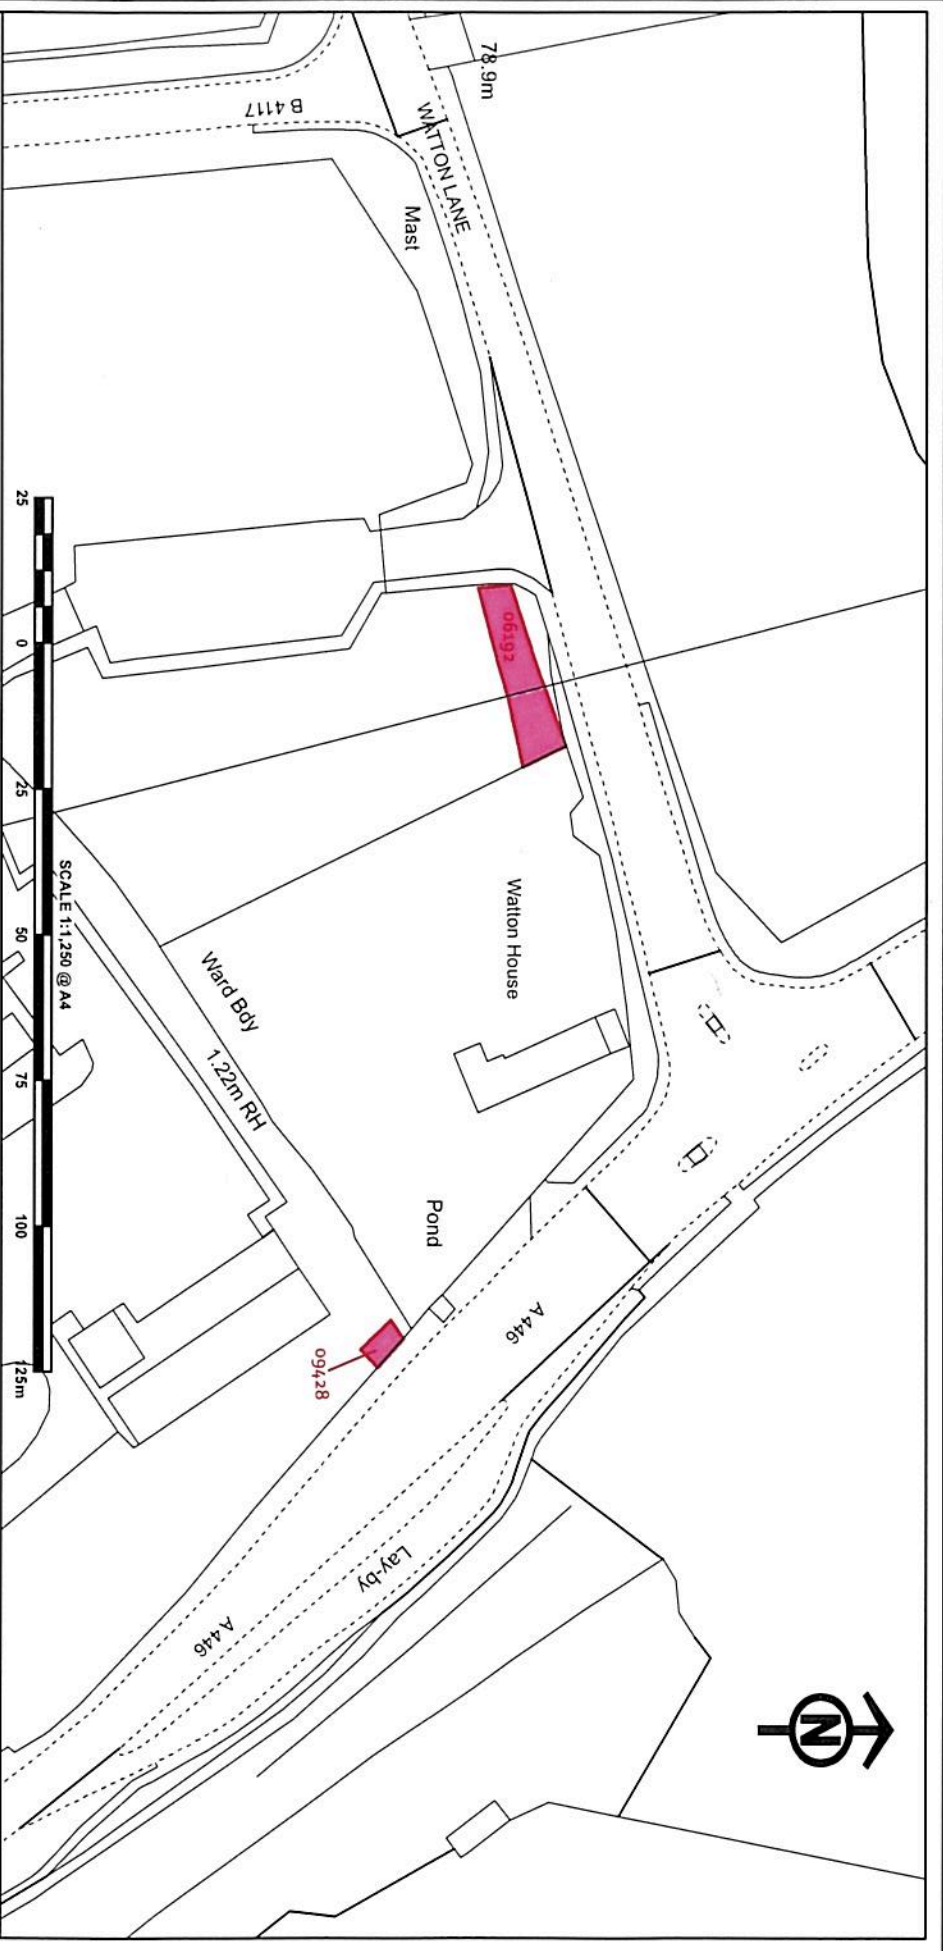 78.9m
WATTON LANE
B 4117
Mast
06192
Watton House
Ward Bdy
1.22m RH
Pond
A 446
09428
Lay-by
A 446
N
25
0
25
50
75
100
125m
SCALE 1:1,250 @ A4